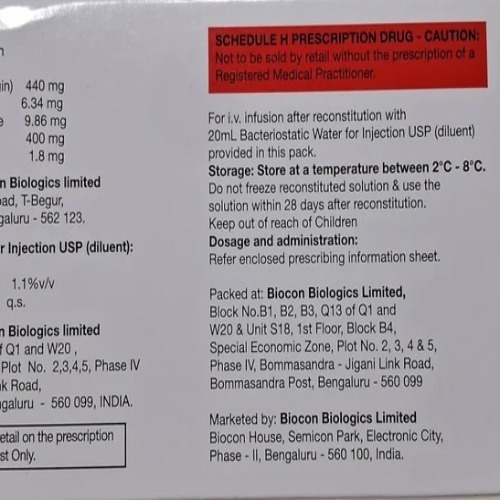 in) 440 mg
6.34 mg
9.86 mg
400 mg
1.8 mg
n Biologics limited
ad, T-Begur,
galuru - 562 123.
r Injection USP (diluent):
1.1%v/v
q.s.
n Biologics limited
f Q1 and W20 ,
Plot No. 2,3,4,5, Phase IV
k Road,
galuru - 560 099, INDIA.
etail on the prescription
st Only.
SCHEDULE H PRESCRIPTION DRUG - CAUTION:
Not to be sold by retail without the prescription of a
Registered Medical Practitioner.
For i.v. infusion after reconstitution with
20mL Bacteriostatic Water for Injection USP (diluent)
provided in this pack.
Storage: Store at a temperature between 2°C - 8°C.
Do not freeze reconstituted solution & use the
solution within 28 days after reconstitution.
Keep out of reach of Children
Dosage and administration:
Refer enclosed prescribing information sheet.
Packed at: Biocon Biologics Limited,
Block No.B1, B2, B3, Q13 of Q1 and
W20 & Unit S18, 1st Floor, Block B4,
Special Economic Zone, Plot No. 2, 3, 4 & 5,
Phase IV, Bommasandra - Jigani Link Road,
Bommasandra Post, Bengaluru - 560 099
Marketed by: Biocon Biologics Limited
Biocon House, Semicon Park, Electronic City,
Phase - II, Bengaluru - 560 100, India.